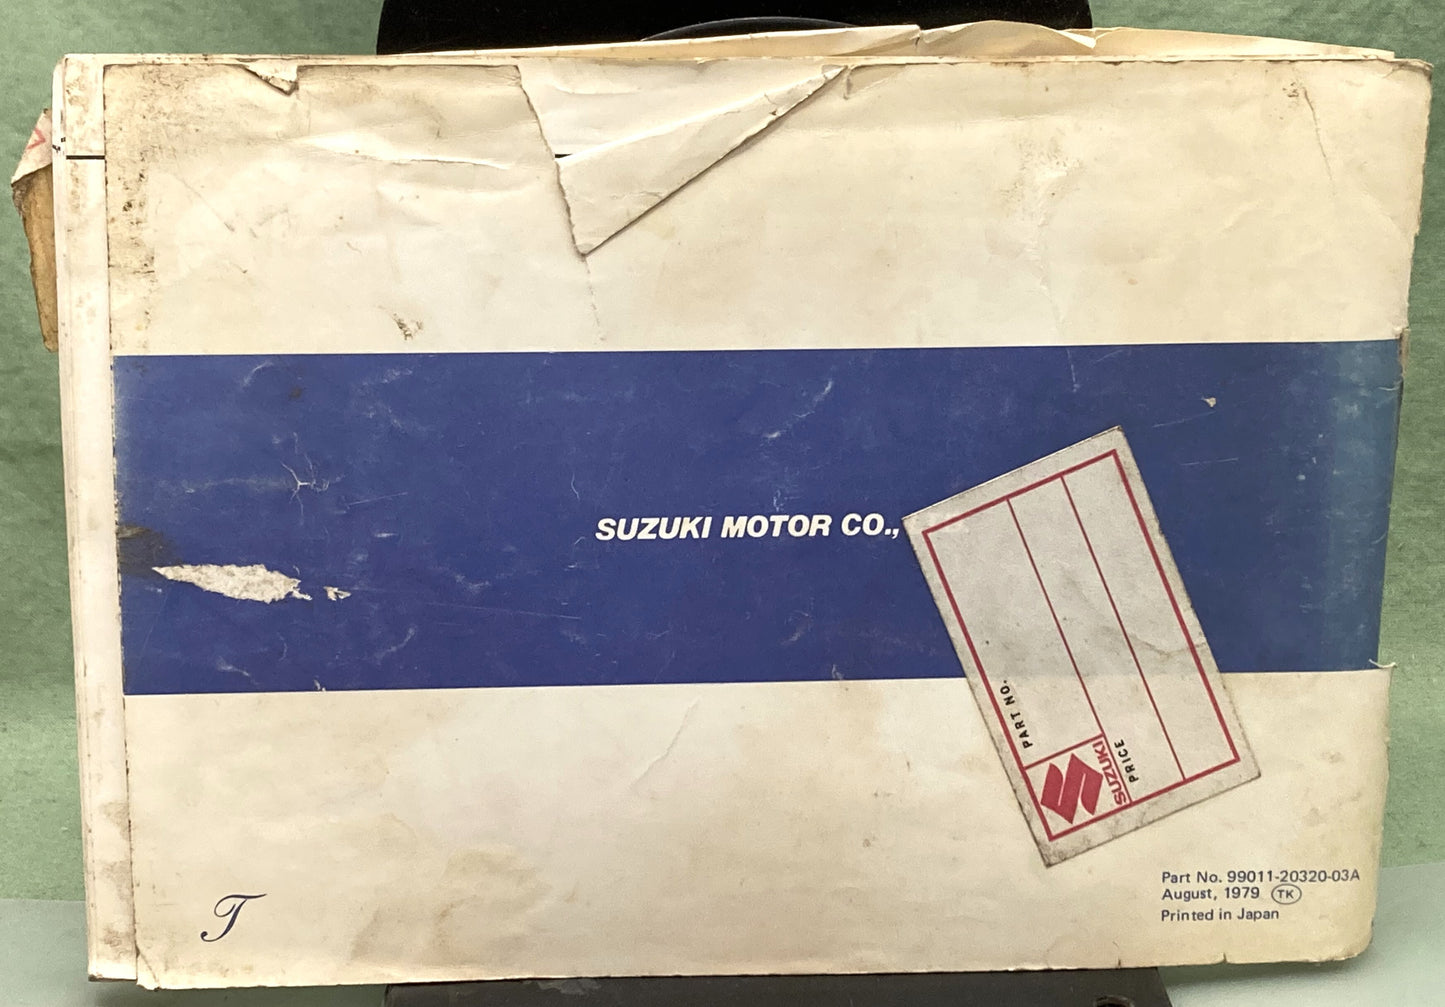 SUZUKI MOTOR CO.,
PART NO.
SUZUKI
PRICE
T
Part No. 99011-20320-03A
August, 1979 TK
Printed in Japan